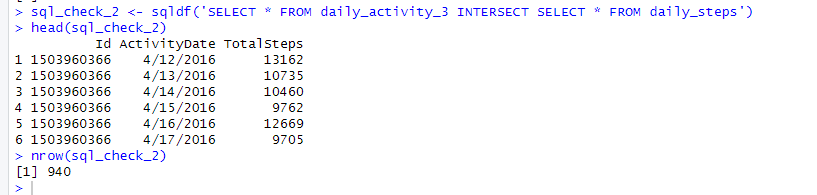 > sql_check_2 <- sqldf('SELECT * FROM daily_activity_3 INTERSECT SELECT * FROM daily_steps')
> head(sql_check_2)
          Id ActivityDate TotalSteps
1 1503960366    4/12/2016      13162
2 1503960366    4/13/2016      10735
3 1503960366    4/14/2016      10460
4 1503960366    4/15/2016       9762
5 1503960366    4/16/2016      12669
6 1503960366    4/17/2016       9705
> nrow(sql_check_2)
[1] 940
>